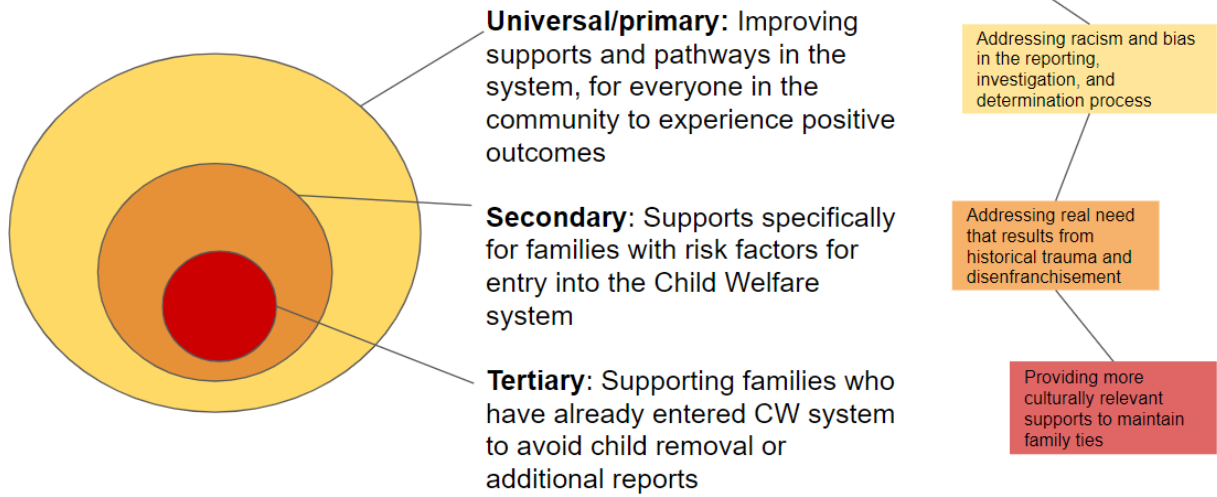 Universal/primary: Improving
supports and pathways in the
system, for everyone in the
community to experience positive
outcomes
Secondary: Supports specifically
for families with risk factors for
entry into the Child Welfare
system
Tertiary: Supporting families who
have already entered CW system
to avoid child removal or
additional reports
Addressing racism and bias
in the reporting,
investigation, and
determination process
Addressing real need
that results from
historical trauma and
disenfranchisement
Providing more
culturally relevant
supports to maintain
family ties